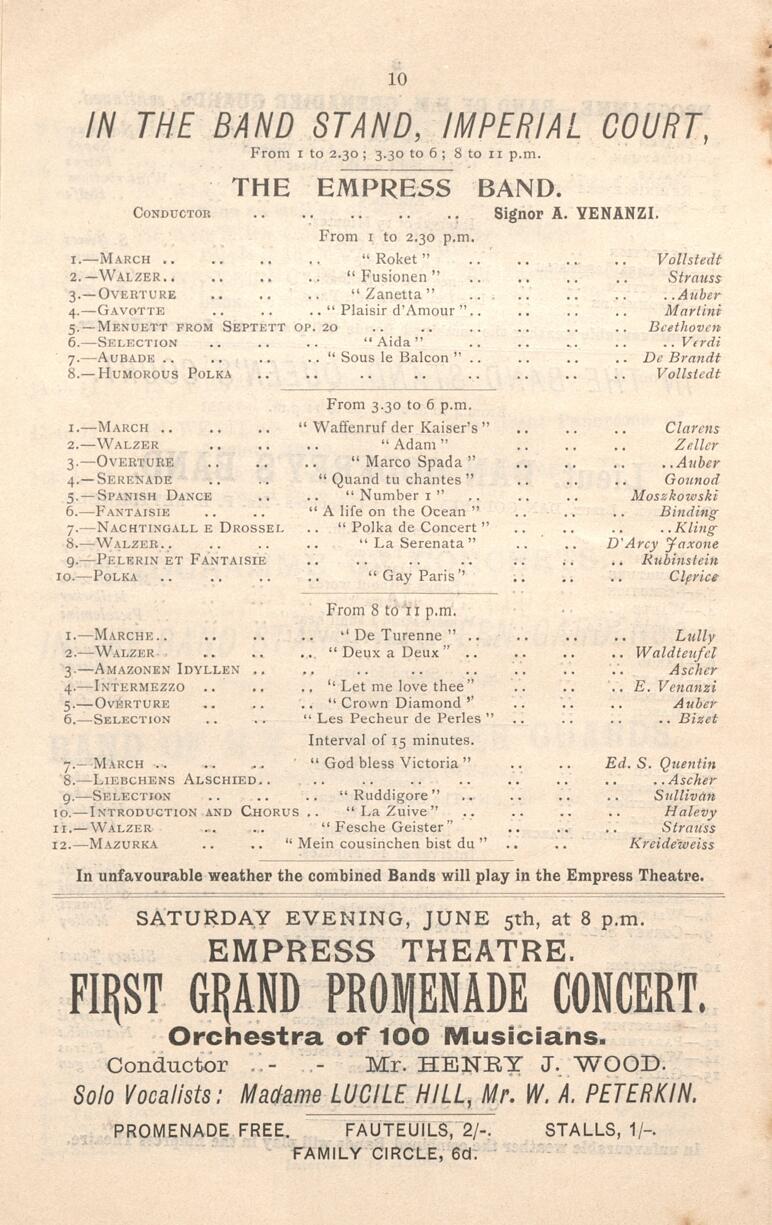 10
IN THE BAND STAND, IMPERIAL COURT,
From 1 to 2.30; 3.30 to 6; 8 to 11 p.m.
THE EMPRESS BAND.
CONDUCTOR .. .. .. .. .. Signor A. VENANZI.
From 1 to 2.30 p.m.
1.—MARCH .. .. .. .. "Roket" .. .. .. .. Vollstedt
2.—WALZER.. .. .. .. "Fusionen" .. .. .. .. Strauss
3.—OVERTURE .. .. .. "Zanetta" .. .. .. .. Auber
4.—GAVOTTE .. .. .. "Plaisir d'Amour".. .. .. .. Martini
5.—MENUETT FROM SEPTETT OP. 20 .. .. .. .. .. Beethoven
6.—SELECTION .. .. .. "Aida" .. .. .. .. .. Verdi
7.—AUBADE .. .. .. .. "Sous le Balcon" .. .. .. .. De Brandt
8.—HUMOROUS POLKA .. .. .. .. .. .. .. .. Vollstedt
From 3.30 to 6 p.m.
1.—MARCH .. .. .. "Waffenruf der Kaiser's" .. .. .. Clarens
2.—WALZER .. .. .. "Adam" .. .. .. .. Zeller
3.—OVERTURE .. .. .. "Marco Spada" .. .. .. .. Auber
4.—SERENADE .. .. "Quand tu chantes" .. .. .. Gounod
5.—SPANISH DANCE .. .. "Number 1" .. .. .. .. Moszkowski
6.—FANTAISIE .. .. "A life on the Ocean" .. .. .. Binding
7.—NACHTINGALL E DROSSEL .. "Polka de Concert" .. .. .. Kling
8.—WALZER.. .. .. .. "La Serenata" .. .. D'Arcy Jaxone
9.—PELERIN ET FANTAISIE .. .. .. .. .. .. Rubinstein
10.—POLKA .. .. .. .. "Gay Paris" .. .. .. Clerice
From 8 to 11 p.m.
1.—MARCHE.. .. .. .. "De Turenne" .. .. .. .. Lully
2.—WALZER .. .. .. "Deux a Deux" .. .. .. .. Waldteufel
3.—AMAZONEN IDYLLEN .. .. .. .. .. .. .. Ascher
4.—INTERMEZZO .. .. .. "Let me love thee" .. .. .. E. Venanzi
5.—OVERTURE .. .. .. "Crown Diamond" .. .. .. Auber
6.—SELECTION .. .. "Les Pecheur de Perles" .. .. .. Bizet
Interval of 15 minutes.
7.—MARCH .. .. .. "God bless Victoria" .. .. Ed. S. Quentin
8.—LIEBCHENS ALSCHIED.. .. .. .. .. .. .. .. Ascher
9.—SELECTION .. .. .. "Ruddigore" .. .. .. .. Sullivan
10.—INTRODUCTION AND CHORUS .. "La Zuive" .. .. .. .. Halevy
11.—WALZER .. .. "Fesche Geister" .. .. .. Strauss
12.—MAZURKA .. .. "Mein cousinchen bist du" .. .. .. Kreideweiss
In unfavourable weather the combined Bands will play in the Empress Theatre.
SATURDAY EVENING, JUNE 5th, at 8 p.m.
EMPRESS THEATRE.
FIRST GRAND PROMENADE CONCERT.
Orchestra of 100 Musicians.
Conductor - - Mr. HENRY J. WOOD.
Solo Vocalists: Madame LUCILE HILL, Mr. W. A. PETERKIN.
PROMENADE FREE. FAUTEUILS, 2/-. STALLS, 1/-.
FAMILY CIRCLE, 6d.